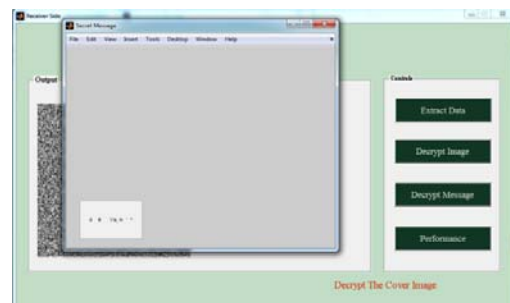 Receiver Side
Secret Message
File Edit View Insert Tools Desktop Window Help
Output
Controls
Extract Data
Decrypt Image
Decrypt Message
Performance
Decrypt The Cover Image